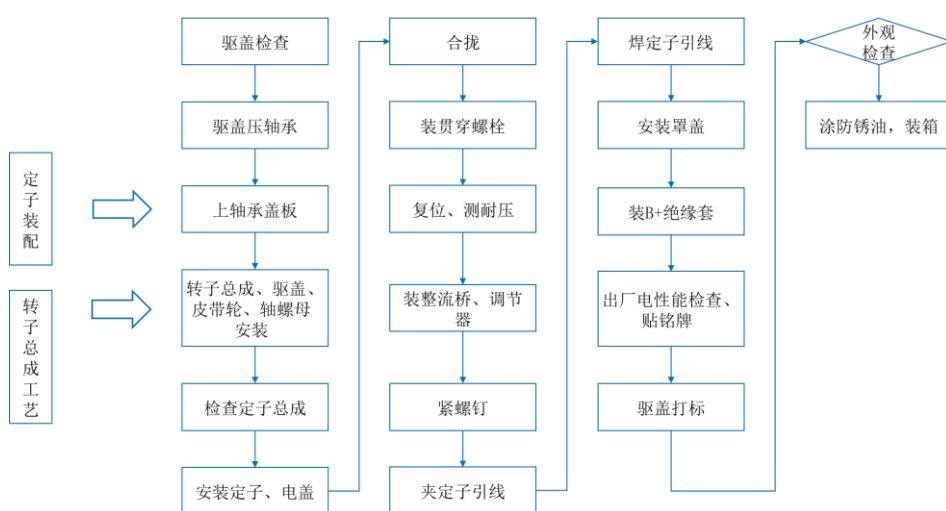 定子装配
转子总成工艺
驱盖检查
驱盖压轴承
上轴承盖板
转子总成、驱盖、
皮带轮、轴螺母
安装
检查定子总成
安装定子、电盖
合拢
装贯穿螺栓
复位、测耐压
装整流桥、调节
器
紧螺钉
夹定子引线
焊定子引线
安装罩盖
装B+绝缘套
出厂电性能检查、
贴铭牌
驱盖打标
外观
检查
涂防锈油，装箱